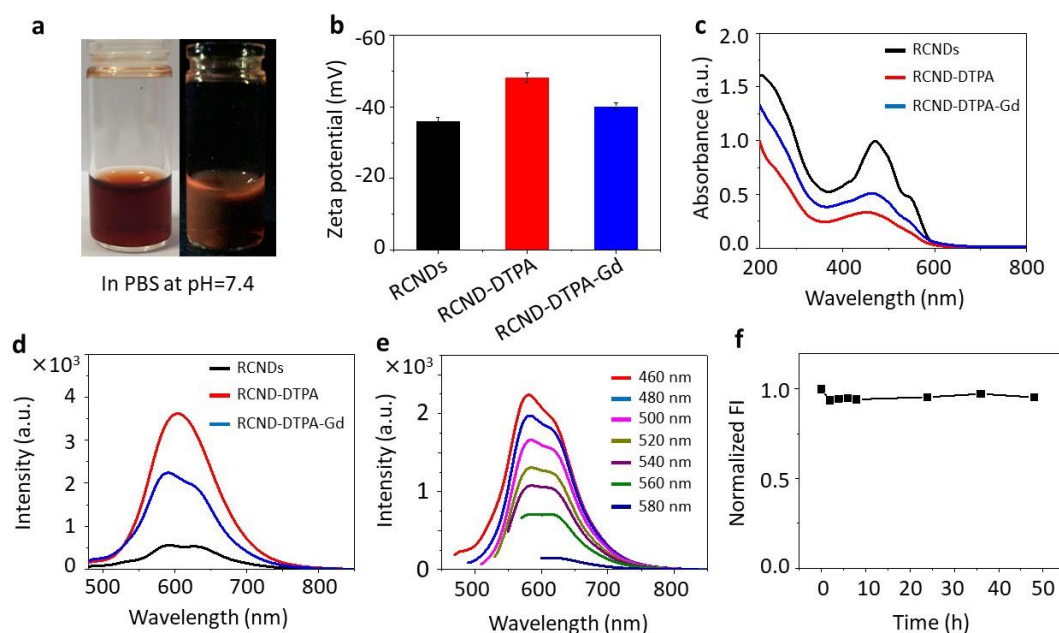 a
In PBS at pH=7.4
b
Zeta potential (mV)
-60
-40
-20
0
RCNDs
RCND-DTPA
RCND-DTPA-Gd
c
Absorbance (a.u.)
2.0
1.5
1.0
0.5
0.0
RCNDs
RCND-DTPA
RCND-DTPA-Gd
200 400 600 800
Wavelength (nm)
d
×10³
Intensity (a.u.)
4
3
2
1
0
RCNDs
RCND-DTPA
RCND-DTPA-Gd
500 600 700 800
Wavelength (nm)
e
×10³
Intensity (a.u.)
2
1
0
460 nm
480 nm
500 nm
520 nm
540 nm
560 nm
580 nm
500 600 700 800
Wavelength (nm)
f
Normalized FI
1.0
0.5
0.0
0 10 20 30 40 50
Time (h)